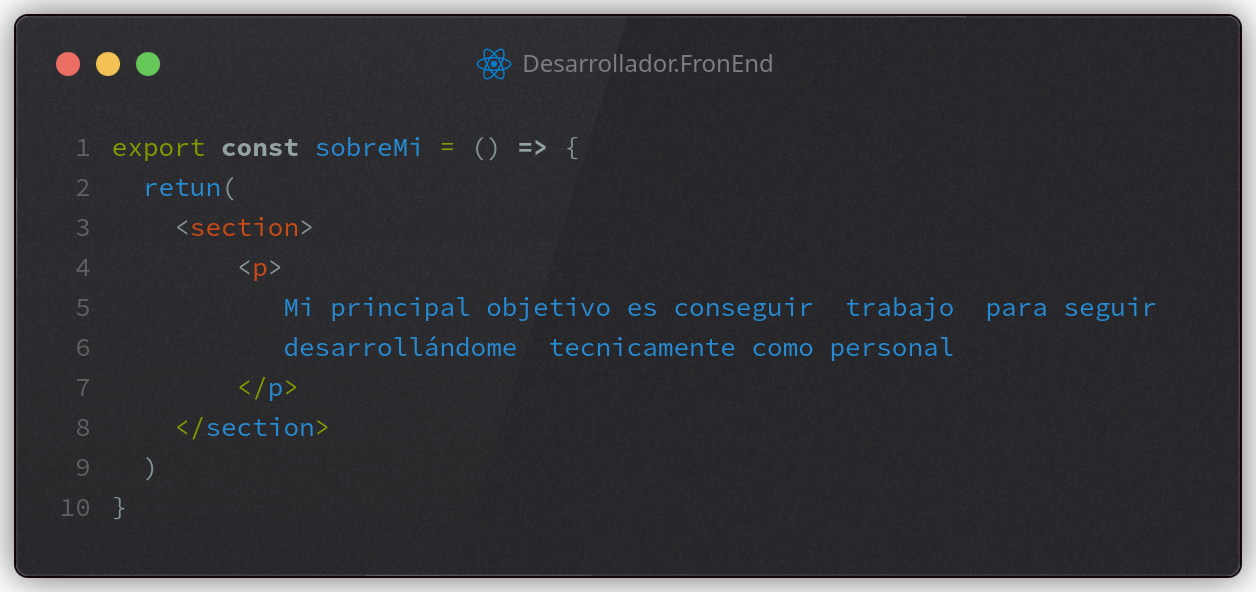 Desarrollador.FronEnd
1 export const sobreMi = () => {
2 retun(
3 <section>
4 <p>
5 Mi principal objetivo es conseguir  trabajo  para seguir
6 desarrollándome  tecnicamente como personal
7 </p>
8 </section>
9 )
10 }